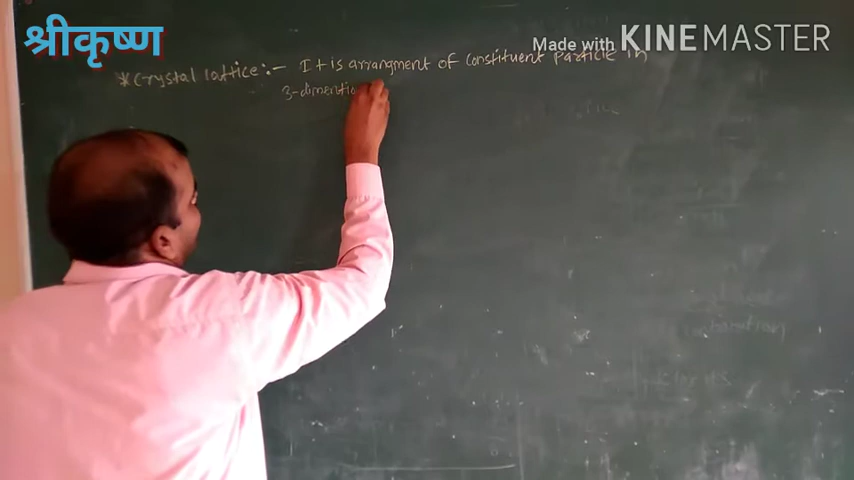 श्रीकृष्ण
Made with KINEMASTER
*Crystal lattice:- It is arrangment of constituent particle in
3-dimentio